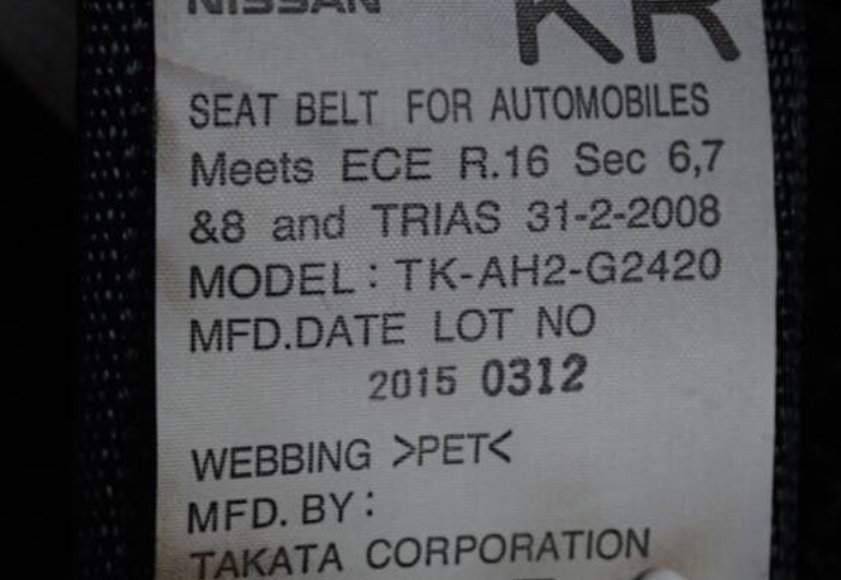 NISSAN KR
SEAT BELT FOR AUTOMOBILES
Meets ECE R.16 Sec 6,7
&8 and TRIAS 31-2-2008
MODEL: TK-AH2-G2420
MFD.DATE LOT NO
2015 0312
WEBBING >PET<
MFD. BY:
TAKATA CORPORATION